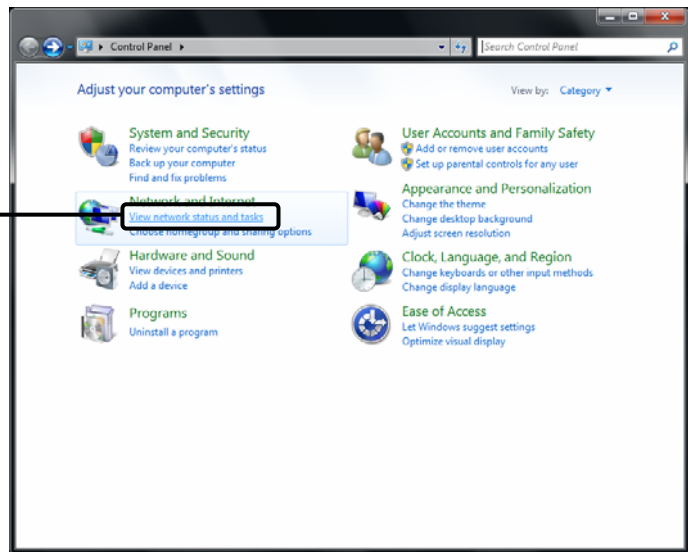 Control Panel
Search Control Panel
Adjust your computer's settings
View by: Category
System and Security
Review your computer's status
Back up your computer
Find and fix problems
Network and Internet
View network status and tasks
Choose homegroup and sharing options
Hardware and Sound
View devices and printers
Add a device
Programs
Uninstall a program
User Accounts and Family Safety
Add or remove user accounts
Set up parental controls for any user
Appearance and Personalization
Change the theme
Change desktop background
Adjust screen resolution
Clock, Language, and Region
Change keyboards or other input methods
Change display language
Ease of Access
Let Windows suggest settings
Optimize visual display